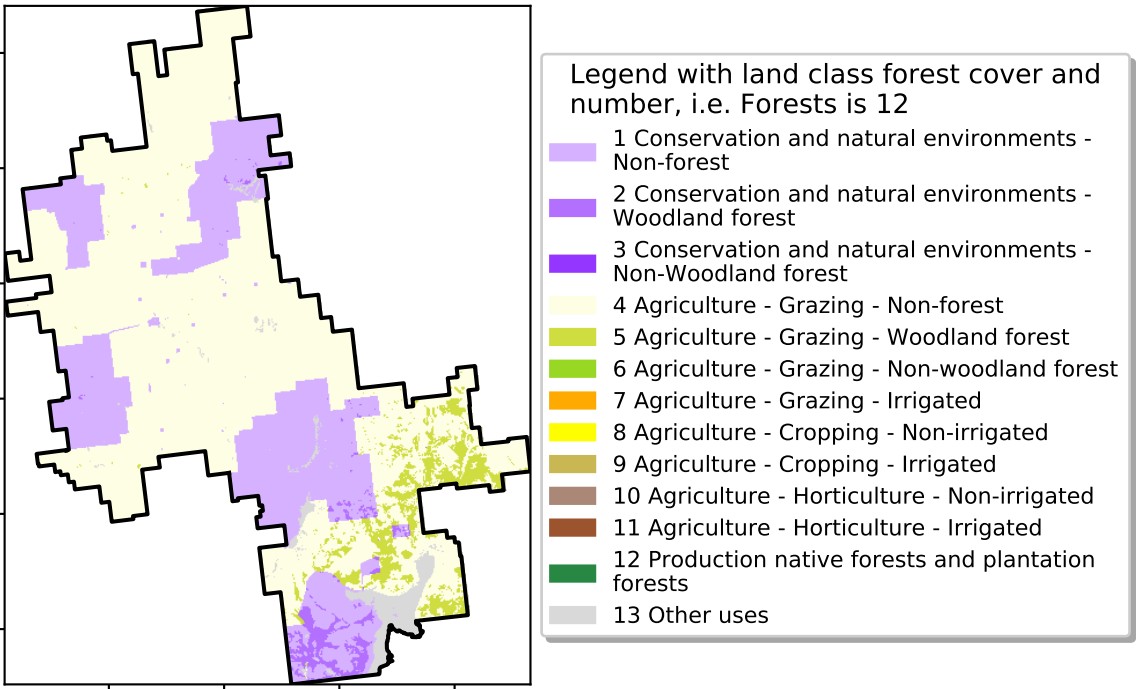 Legend with land class forest cover and
number, i.e. Forests is 12
1 Conservation and natural environments -
Non-forest
2 Conservation and natural environments -
Woodland forest
3 Conservation and natural environments -
Non-Woodland forest
4 Agriculture - Grazing - Non-forest
5 Agriculture - Grazing - Woodland forest
6 Agriculture - Grazing - Non-woodland forest
7 Agriculture - Grazing - Irrigated
8 Agriculture - Cropping - Non-irrigated
9 Agriculture - Cropping - Irrigated
10 Agriculture - Horticulture - Non-irrigated
11 Agriculture - Horticulture - Irrigated
12 Production native forests and plantation
forests
13 Other uses